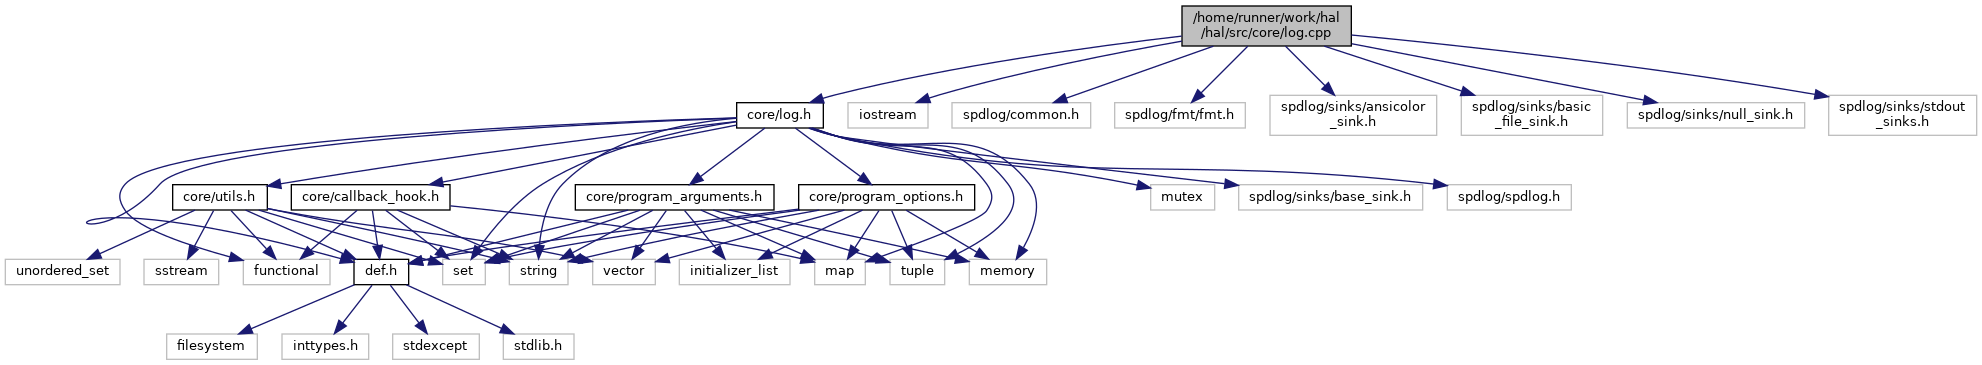 /home/runner/work/hal
/hal/src/core/log.cpp
core/log.h
iostream
spdlog/common.h
spdlog/fmt/fmt.h
spdlog/sinks/ansicolor
_sink.h
spdlog/sinks/basic
_file_sink.h
spdlog/sinks/null_sink.h
spdlog/sinks/stdout
_sinks.h
core/utils.h
core/callback_hook.h
core/program_arguments.h
core/program_options.h
mutex
spdlog/sinks/base_sink.h
spdlog/spdlog.h
unordered_set
sstream
functional
def.h
set
string
vector
initializer_list
map
tuple
memory
filesystem
inttypes.h
stdexcept
stdlib.h